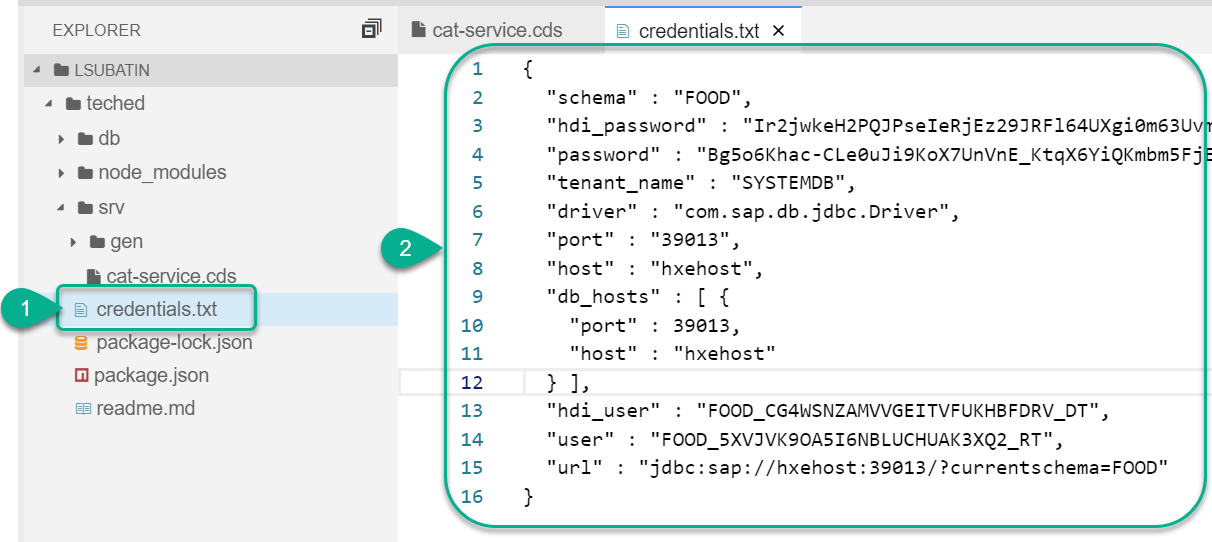 EXPLORER
LSUBATIN
teched
db
node_modules
srv
gen
cat-service.cds
1
credentials.txt
package-lock.json
package.json
readme.md
cat-service.cds
credentials.txt ×
2
1 {
2 "schema" : "FOOD",
3 "hdi_password" : "Ir2jwkeH2PQJPseIeRjEz29JRFl64UXgi0m63Uvr
4 "password" : "Bg5o6Khac-CLe0uJi9KoX7UnVnE_KtqX6YiQKmbm5FjE
5 "tenant_name" : "SYSTEMDB",
6 "driver" : "com.sap.db.jdbc.Driver",
7 "port" : "39013",
8 "host" : "hxehost",
9 "db_hosts" : [ {
10 "port" : 39013,
11 "host" : "hxehost"
12 } ],
13 "hdi_user" : "FOOD_CG4WSNZAMVVGEITVFUKHBFDRV_DT",
14 "user" : "FOOD_5XVJVK9OA5I6NBLUCHUAK3XQ2_RT",
15 "url" : "jdbc:sap://hxehost:39013/?currentschema=FOOD"
16 }